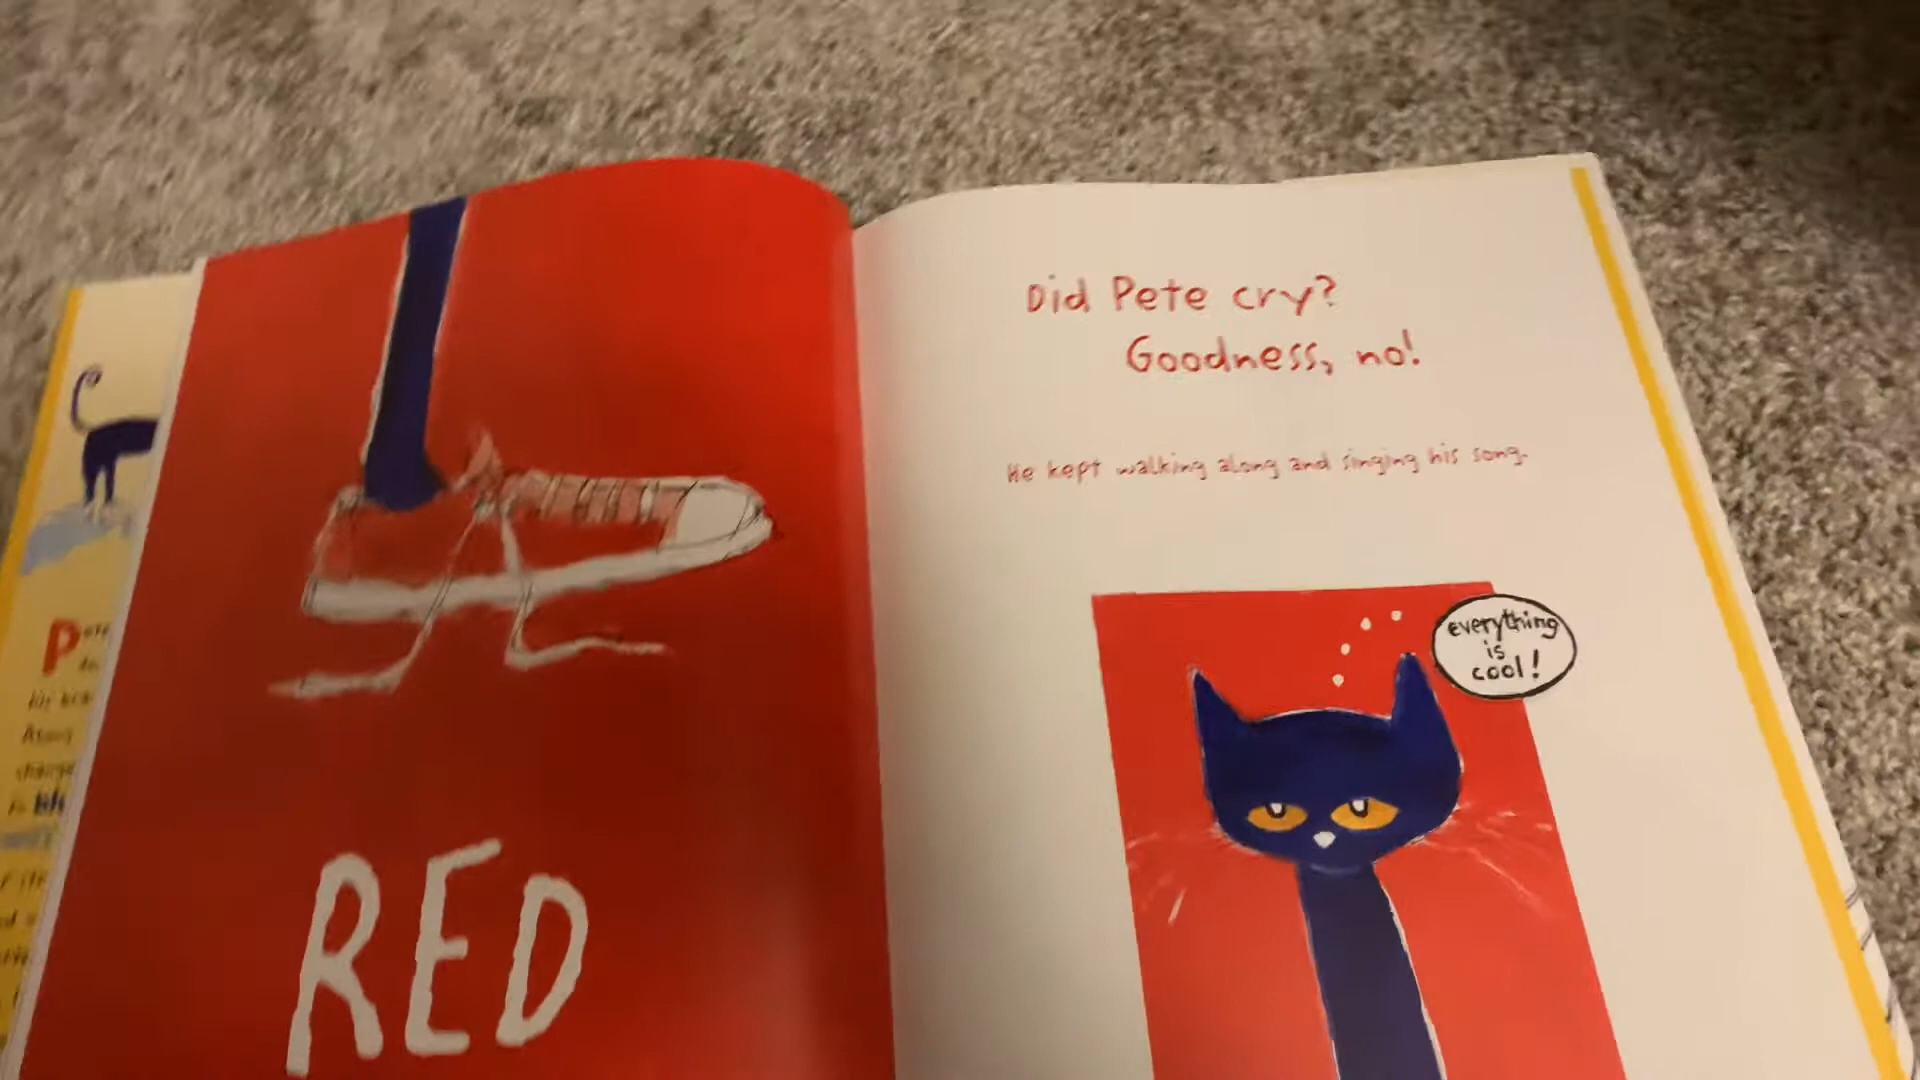 RED
Did Pete cry?
Goodness, no!
He kept walking along and singing his song.
everything
is
cool!